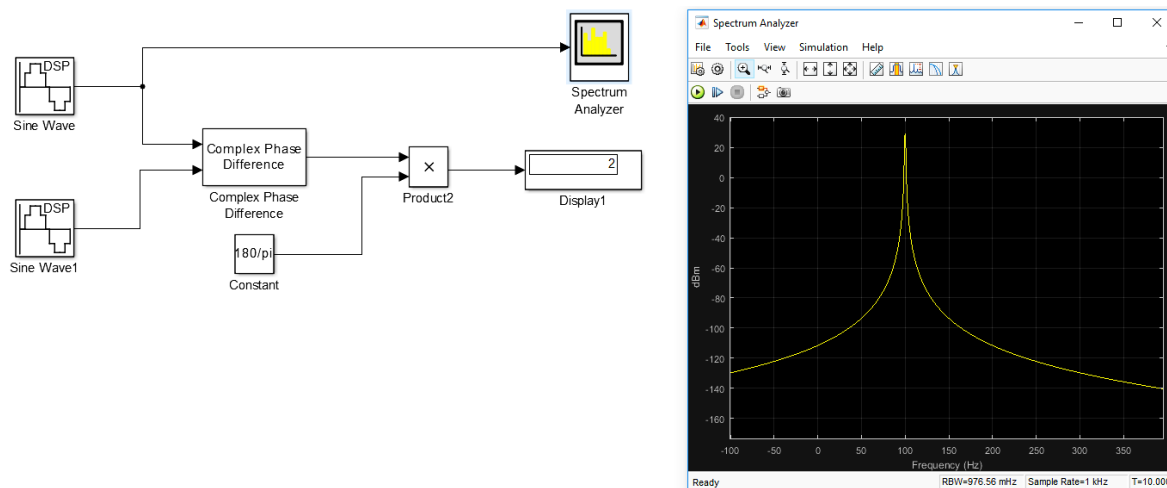 DSP
Sine Wave
Spectrum
Analyzer
Complex Phase
Difference
Complex Phase
Difference
×
Product2
2
Display1
DSP
Sine Wave1
180/pi
Constant
Spectrum Analyzer
File Tools View Simulation Help
40
20
0
-20
-40
-60
-80
-100
-120
-140
-160
dBm
-100 -50 0 50 100 150 200 250 300 350
Frequency (Hz)
Ready RBW=976.56 mHz Sample Rate=1 kHz